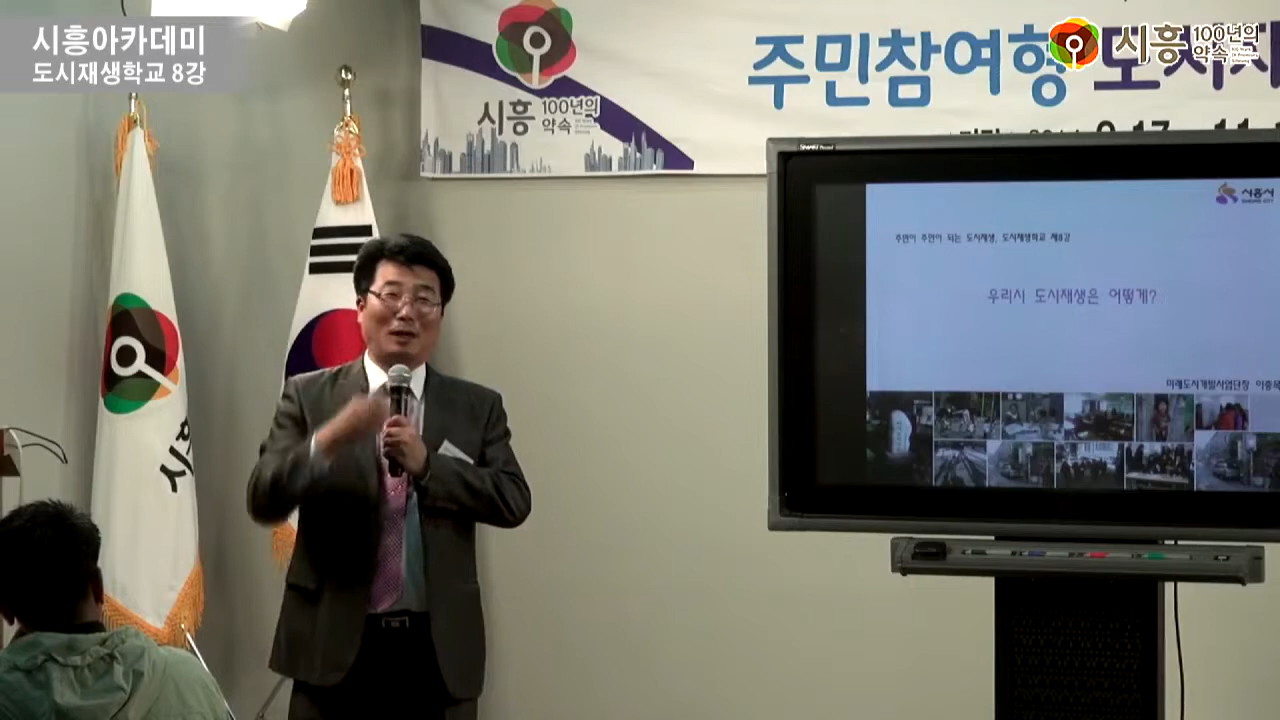 시흥아카데미
도시재생학교 8강
시흥 100년의 약속
주민참여형
시흥 100년의 약속
시흥시
주민이 주인이 되는 도시재생, 도시재생학교 제8강
우리시 도시재생은 어떻게?
미래도시개발사업단장